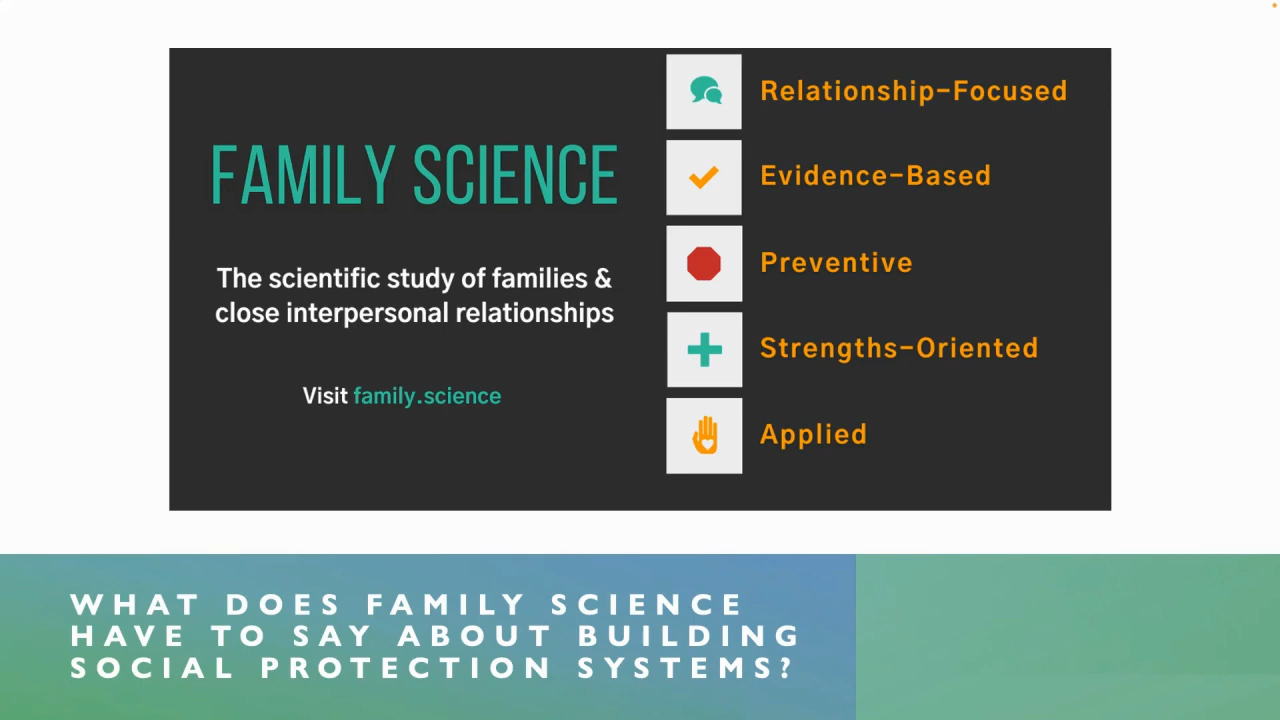 FAMILY SCIENCE
The scientific study of families &
close interpersonal relationships
Visit family.science
Relationship-Focused
Evidence-Based
Preventive
Strengths-Oriented
Applied
WHAT DOES FAMILY SCIENCE
HAVE TO SAY ABOUT BUILDING
SOCIAL PROTECTION SYSTEMS?